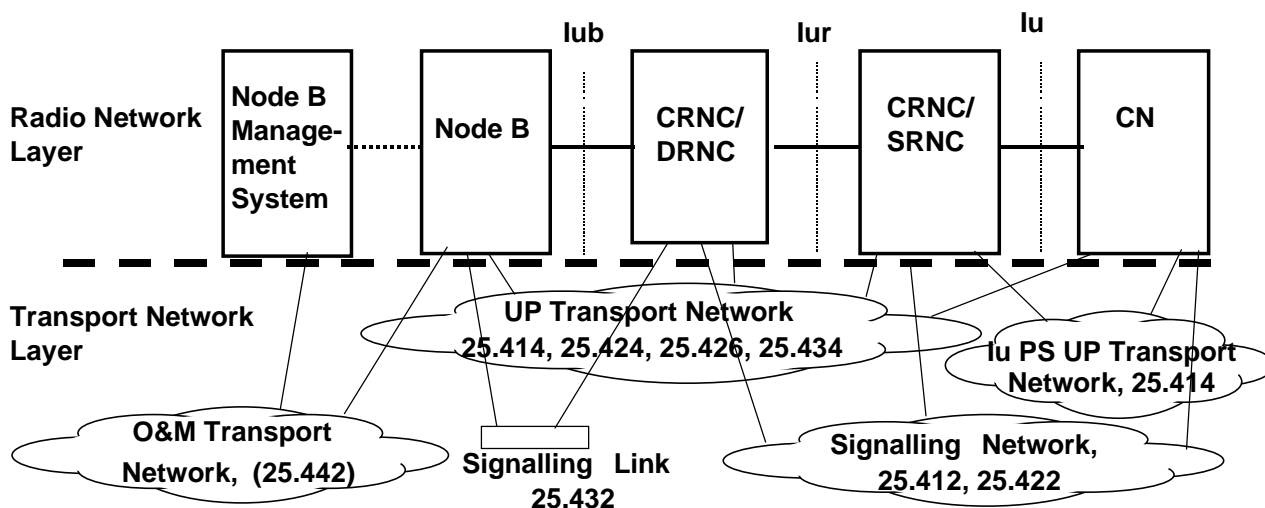 Iub
Iur
Iu
Radio Network
Layer
Node B
Manage-
ment
System
Node B
CRNC/
DRNC
CRNC/
SRNC
CN
Transport Network
Layer
UP Transport Network
25.414, 25.424, 25.426, 25.434
Iu PS UP Transport
Network, 25.414
O&M Transport
Network, (25.442)
Signalling Link
25.432
Signalling Network,
25.412, 25.422